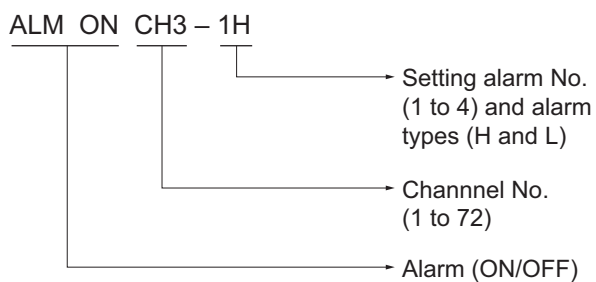 ALM ON CH3 – 1H
Setting alarm No.
(1 to 4) and alarm
types (H and L)
Channnel No.
(1 to 72)
Alarm (ON/OFF)